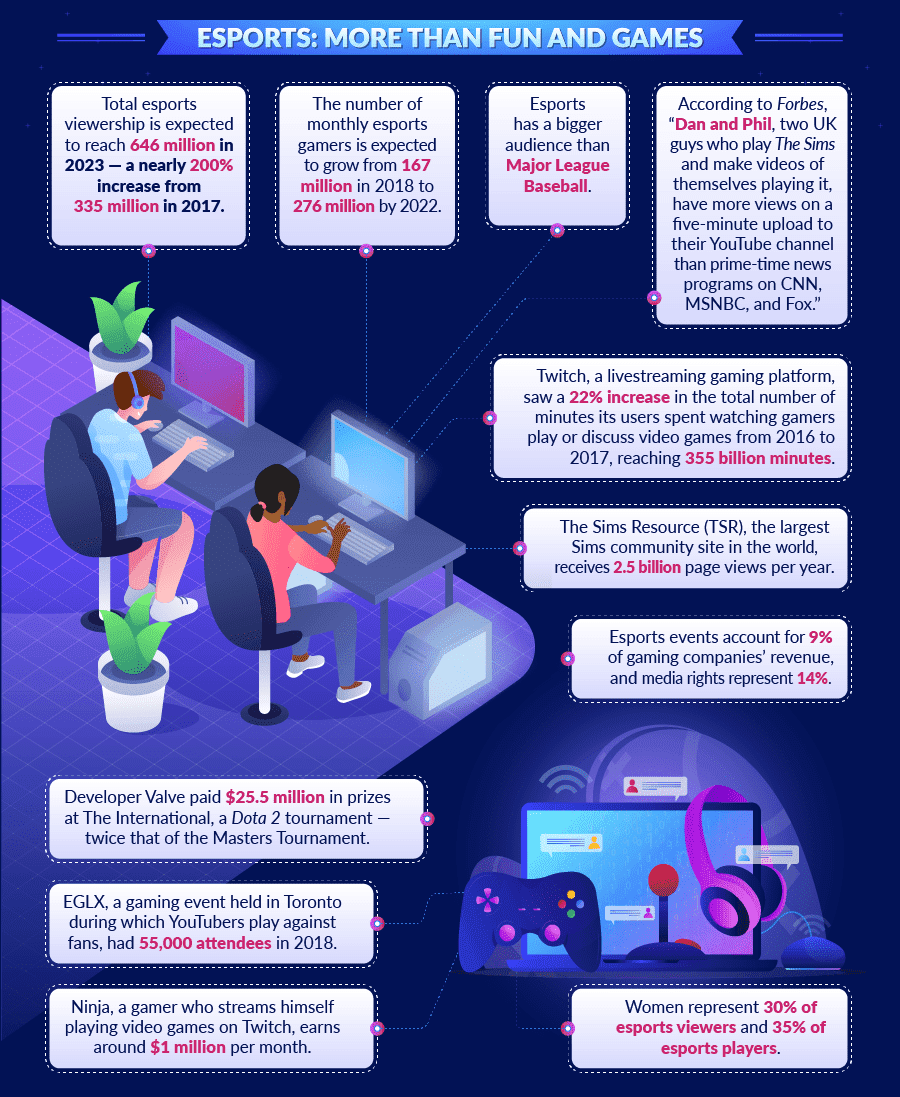 ESPORTS: MORE THAN FUN AND GAMES
Total esports
viewership is expected
to reach 646 million in
2023 — a nearly 200%
increase from
335 million in 2017.
The number of
monthly esports
gamers is expected
to grow from 167
million in 2018 to
276 million by 2022.
Esports
has a bigger
audience than
Major League
Baseball.
According to Forbes,
“Dan and Phil, two UK
guys who play The Sims
and make videos of
themselves playing it,
have more views on a
five-minute upload to
their YouTube channel
than prime-time news
programs on CNN,
MSNBC, and Fox.”
Twitch, a livestreaming gaming platform,
saw a 22% increase in the total number of
minutes its users spent watching gamers
play or discuss video games from 2016 to
2017, reaching 355 billion minutes.
The Sims Resource (TSR), the largest
Sims community site in the world,
receives 2.5 billion page views per year.
Esports events account for 9%
of gaming companies’ revenue,
and media rights represent 14%.
Developer Valve paid $25.5 million in prizes
at The International, a Dota 2 tournament —
twice that of the Masters Tournament.
EGLX, a gaming event held in Toronto
during which YouTubers play against
fans, had 55,000 attendees in 2018.
Ninja, a gamer who streams himself
playing video games on Twitch, earns
around $1 million per month.
Women represent 30% of
esports viewers and 35% of
esports players.